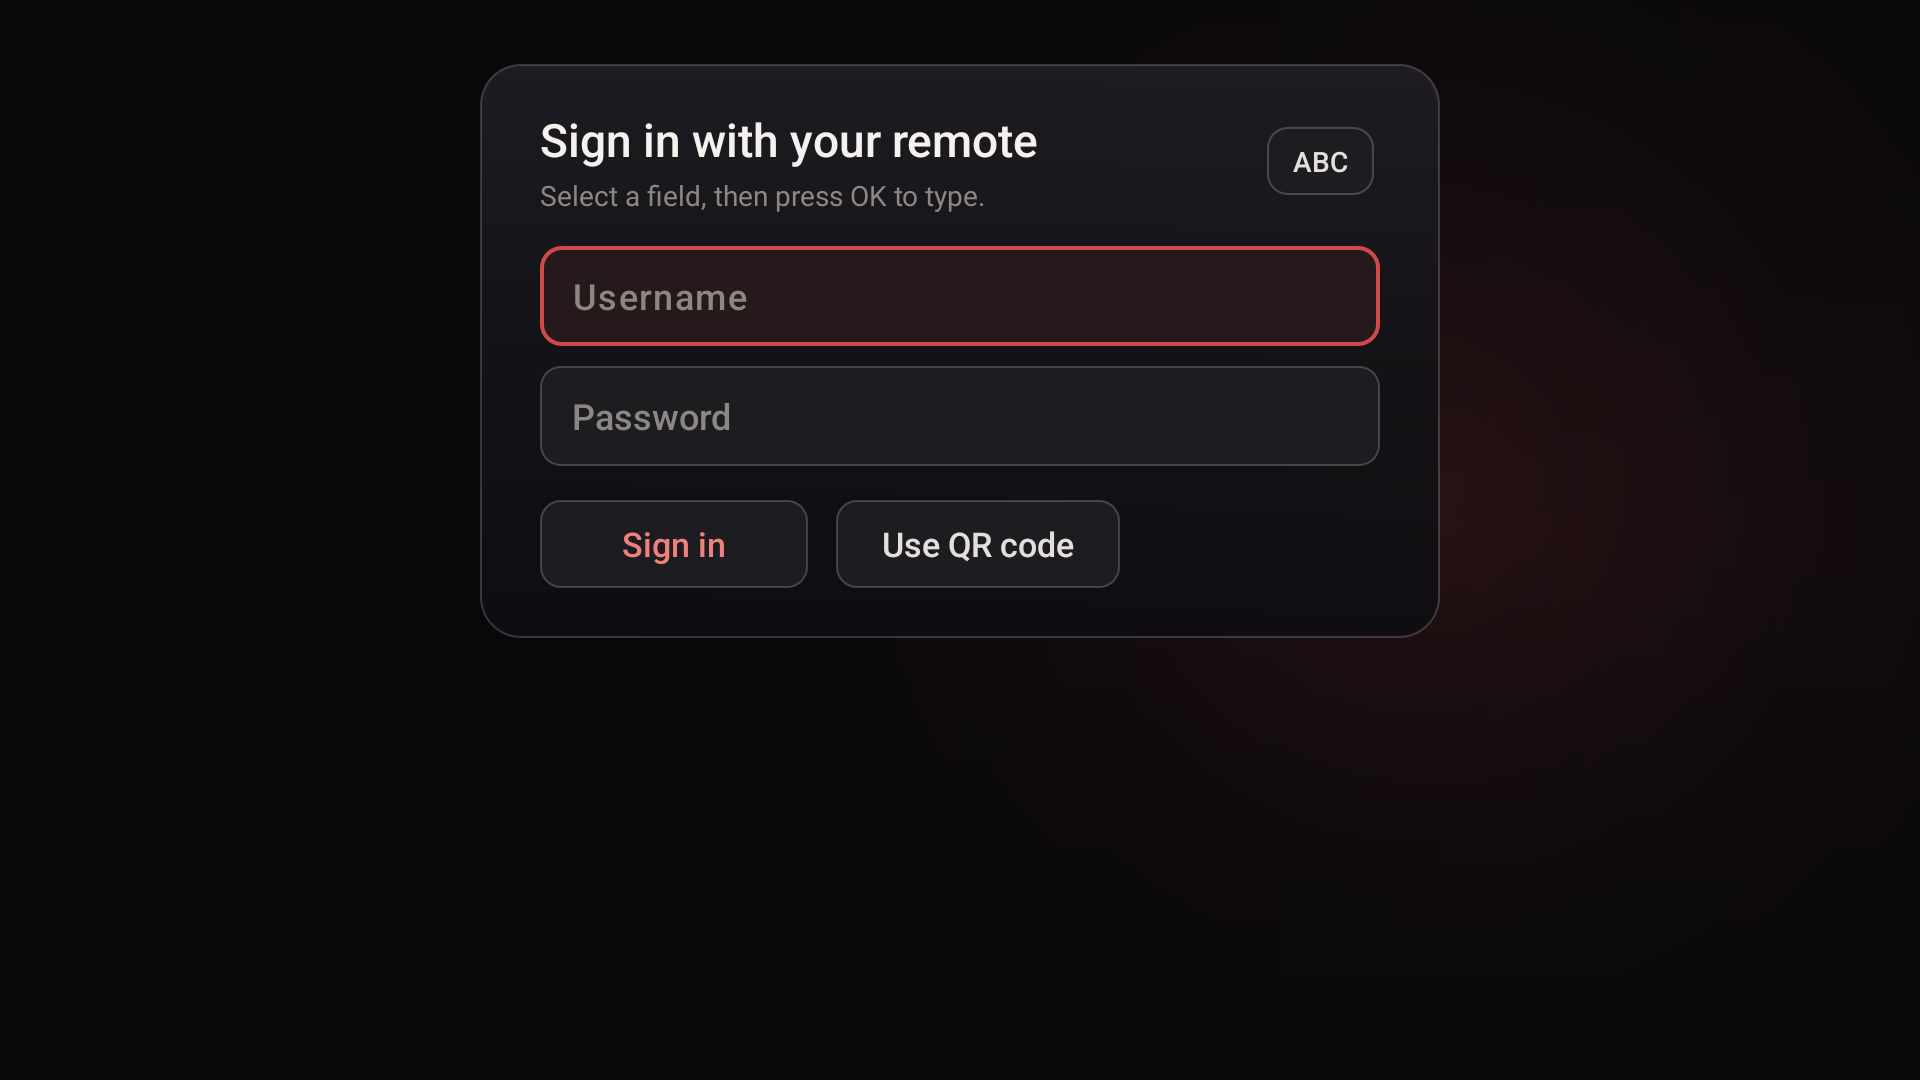 Sign in with your remote
ABC
Select a field, then press OK to type.
Username
Password
Sign in
Use QR code